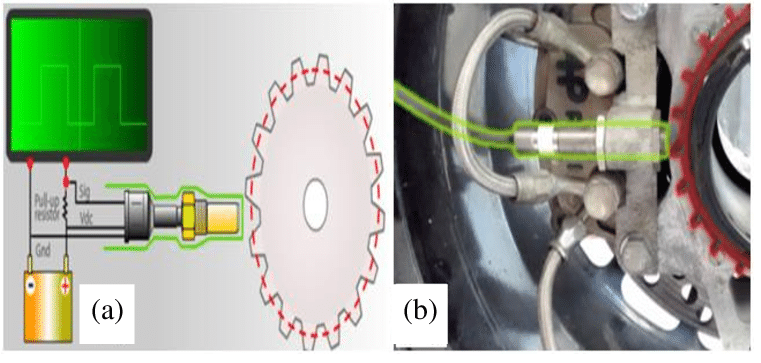 Sig
Pull-up
resistor
Vdc
Gnd
- +
(a)
(b)